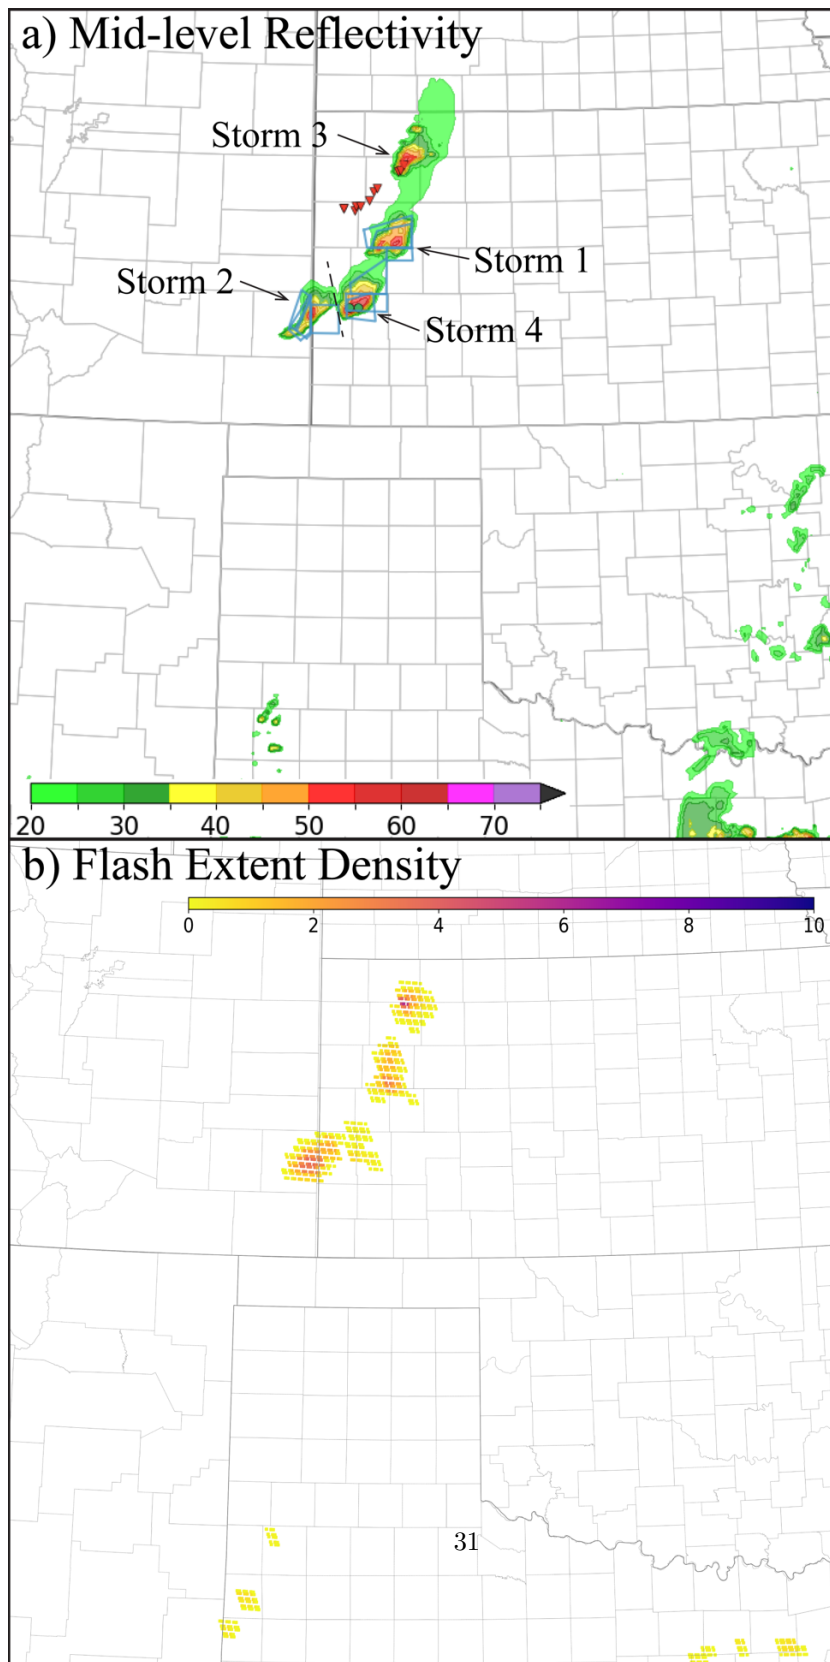 a) Mid-level Reflectivity
Storm 3
Storm 1
Storm 2
Storm 4
20 30 40 50 60 70
b) Flash Extent Density
0 2 4 6 8 10
31